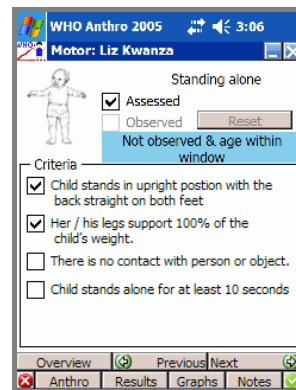 WHO Anthro 2005 3:06
WHO Motor: Liz Kwanza
Standing alone
Assessed
Observed Reset
Not observed & age within
window
Criteria
Child stands in upright postion with the
back straight on both feet
Her / his legs support 100% of the
child's weight.
There is no contact with person or object.
Child stands alone for at least 10 seconds
Overview Previous Next
Anthro Results Graphs Notes